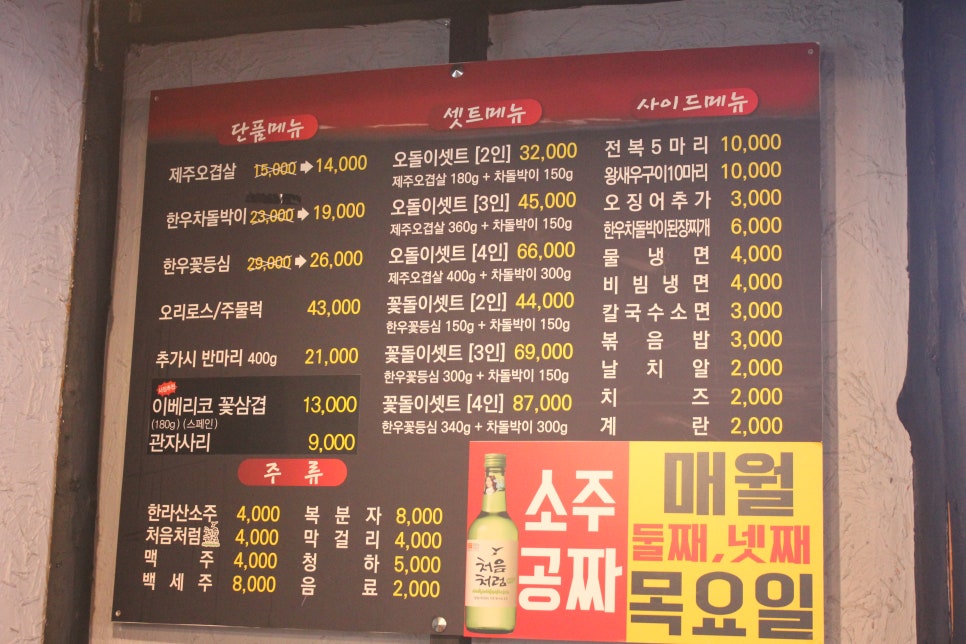 단품메뉴
제주오겹살 15,000 ➡ 14,000
한우차돌박이 23,000 ➡ 19,000
한우꽃등심 29,000 ➡ 26,000
오리로스/주물럭 43,000
추가시 반마리 400g 21,000
이베리코 꽃삼겹 13,000
(180g) (스페인)
관자사리 9,000
셋트메뉴
오돌이셋트 [2인] 32,000
제주오겹살 180g + 차돌박이 150g
오돌이셋트 [3인] 45,000
제주오겹살 360g + 차돌박이 150g
오돌이셋트 [4인] 66,000
제주오겹살 400g + 차돌박이 300g
꽃돌이셋트 [2인] 44,000
한우꽃등심 150g + 차돌박이 150g
꽃돌이셋트 [3인] 69,000
한우꽃등심 300g + 차돌박이 150g
꽃돌이셋트 [4인] 87,000
한우꽃등심 340g + 차돌박이 300g
사이드메뉴
전복5마리 10,000
왕새우구이10마리 10,000
오징어추가 3,000
한우차돌박이된장찌개 6,000
물냉면 4,000
비빔냉면 4,000
칼국수소면 3,000
볶음밥 3,000
날치알 2,000
치즈 2,000
계란 2,000
주류
한라산소주 4,000
처음처럼 4,000
맥주 4,000
백세주 8,000
복분자 8,000
막걸리 4,000
청하 5,000
음료 2,000
처음
처럼
소주
공짜
매월
둘째, 넷째
목요일